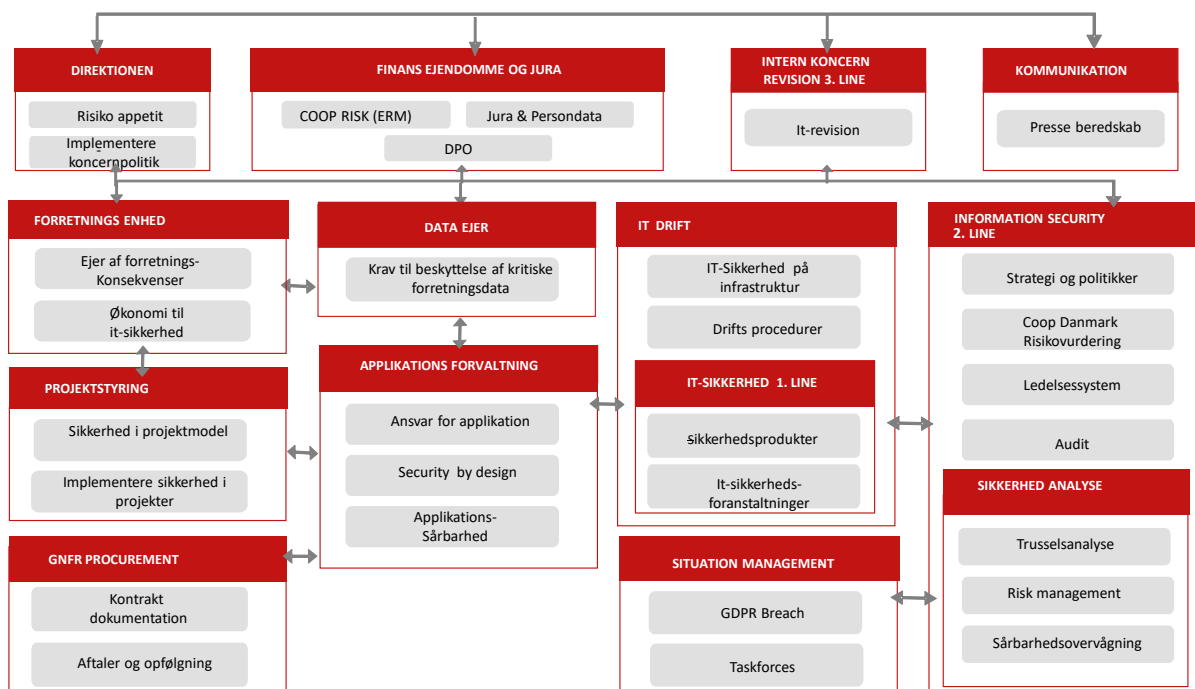 DIREKTIONEN
Risiko appetit
Implementere
koncernpolitik
FINANS EJENDOMME OG JURA
COOP RISK (ERM)
Jura & Persondata
DPO
INTERN KONCERN
REVISION 3. LINE
It-revision
KOMMUNIKATION
Presse beredskab
FORRETNINGS ENHED
Ejer af forretnings-
Konsekvenser
Økonomi til
it-sikkerhed
DATA EJER
Krav til beskyttelse af kritiske
forretningsdata
IT DRIFT
IT-Sikkerhed på
infrastruktur
Drifts procedurer
IT-SIKKERHED 1. LINE
sikkerhedsprodukter
It-sikkerheds-
foranstaltninger
INFORMATION SECURITY
2. LINE
Strategi og politikker
Coop Danmark
Risikovurdering
Ledelsessystem
Audit
SIKKERHED ANALYSE
Trusselsanalyse
Risk management
Sårbarhedsovervågning
PROJEKTSTYRING
Sikkerhed i projektmodel
Implementere sikkerhed i
projekter
APPLIKATIONS FORVALTNING
Ansvar for applikation
Security by design
Applikations-
Sårbarhed
GNFR PROCUREMENT
Kontrakt
dokumentation
Aftaler og opfølgning
SITUATION MANAGEMENT
GDPR Breach
Taskforces